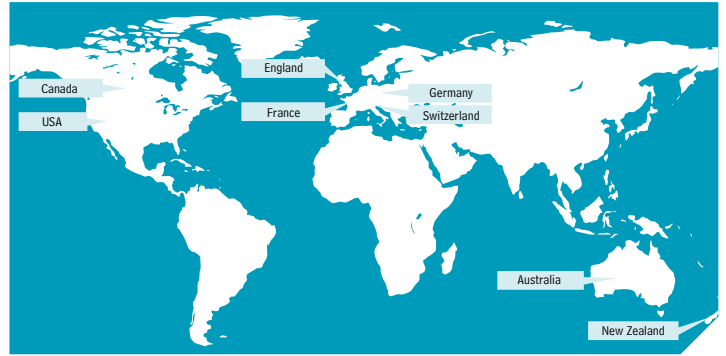 England
Canada
Germany
France
Switzerland
USA
Australia
New Zealand